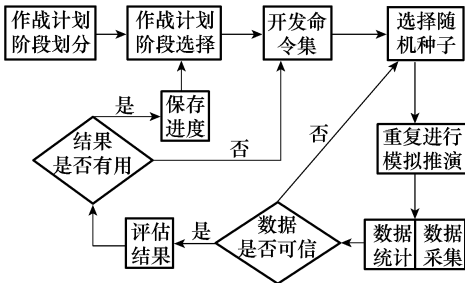 作战计划
阶段划分
作战计划
阶段选择
开发命
令集
选择随
机种子
是
保存
进度
结果
是否有用
否
否
重复进行
模拟推演
评估
结果
是
数据
是否可信
数据
统计
数据
采集